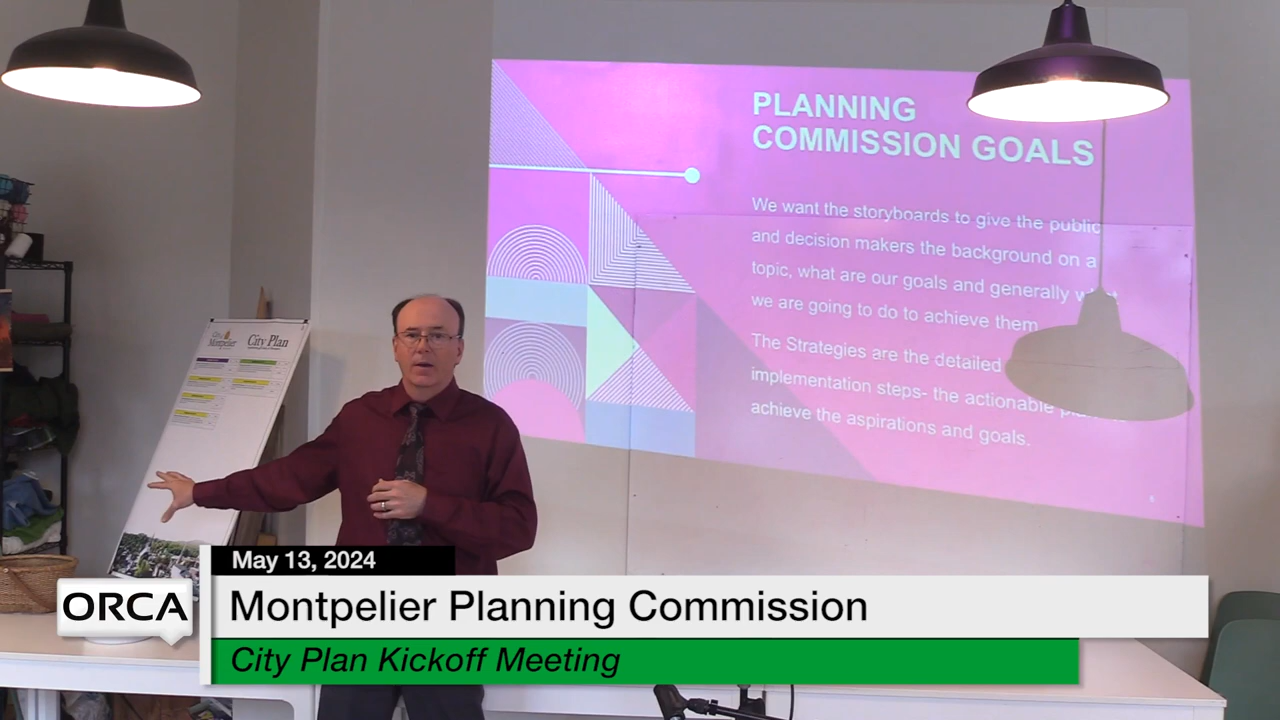 PLANNING
COMMISSION GOALS
We want the storyboards to give the public
and decision makers the background on a
topic, what are our goals and generally
we are going to do to achieve them
The Strategies are the detailed
implementation steps- the actionable
achieve the aspirations and goals.
Montpelier
City Plan
May 13, 2024
ORCA
Montpelier Planning Commission
City Plan Kickoff Meeting